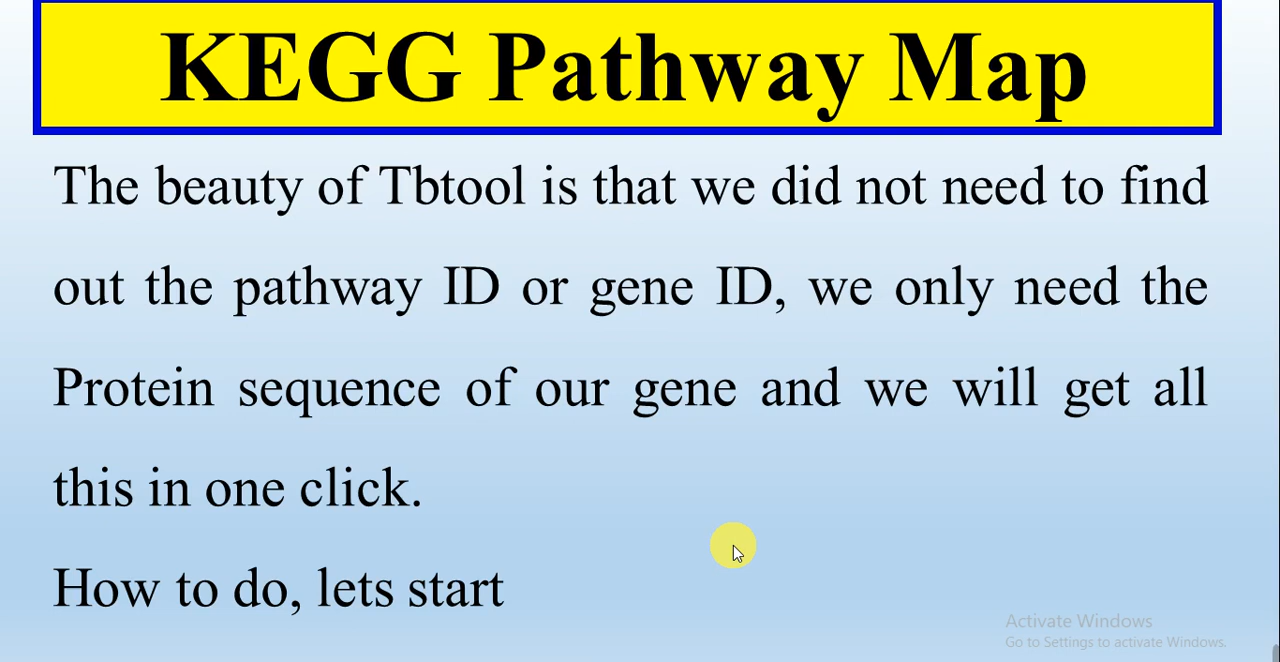 KEGG Pathway Map
The beauty of Tbtool is that we did not need to find
out the pathway ID or gene ID, we only need the
Protein sequence of our gene and we will get all
this in one click.
How to do, lets start
Activate Windows
Go to Settings to activate Windows.